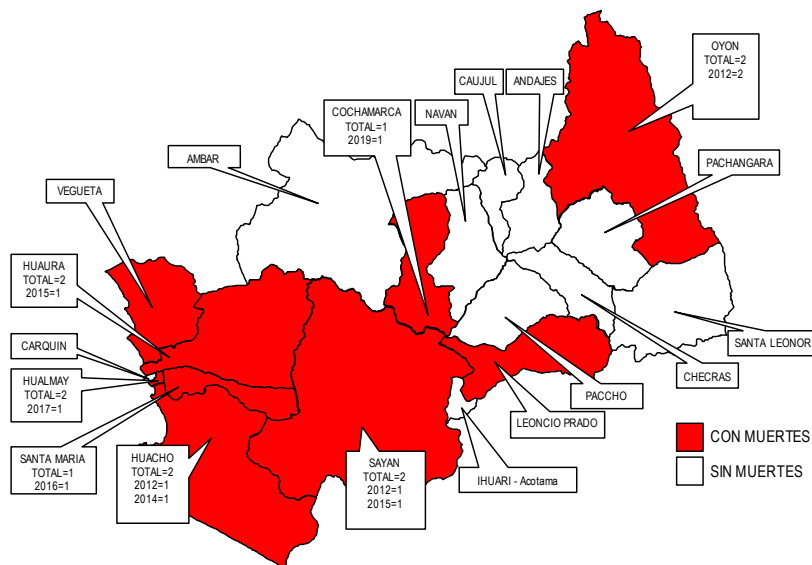 OYON
TOTAL=2
2012=2
CAUJUL
ANDAJES
COCHAMARCA
TOTAL=1
2019=1
NAVAN
AMBAR
PACHANGARA
VEGUETA
HUAURA
TOTAL=2
2015=1
CARQUIN
HUALMAY
TOTAL=2
2017=1
SANTA MARIA
TOTAL=1
2016=1
HUACHO
TOTAL=2
2012=1
2014=1
SAYAN
TOTAL=2
2012=1
2015=1
IHUARI - Acotama
LEONCIO PRADO
PACCHO
CHECRAS
SANTA LEONOR
CON MUERTES
SIN MUERTES